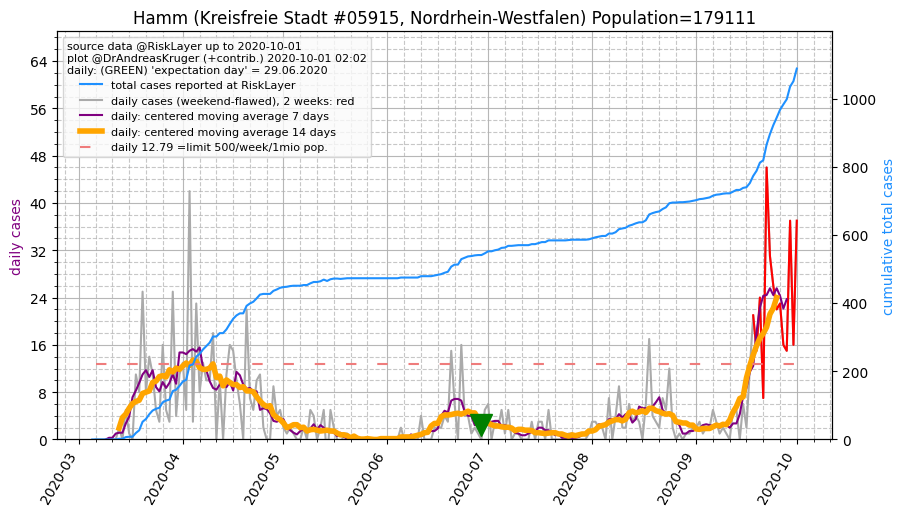 Hamm (Kreisfreie Stadt #05915, Nordrhein-Westfalen) Population=179111
source data @RiskLayer up to 2020-10-01
plot @DrAndreasKruger (+contrib.) 2020-10-01 02:02
daily: (GREEN) 'expectation day' = 29.06.2020
total cases reported at RiskLayer
daily cases (weekend-flawed), 2 weeks: red
daily: centered moving average 7 days
daily: centered moving average 14 days
daily 12.79 =limit 500/week/1mio pop.
daily cases
64
56
48
40
32
24
16
8
0
cumulative total cases
1000
800
600
400
200
0
2020-03
2020-04
2020-05
2020-06
2020-07
2020-08
2020-09
2020-10